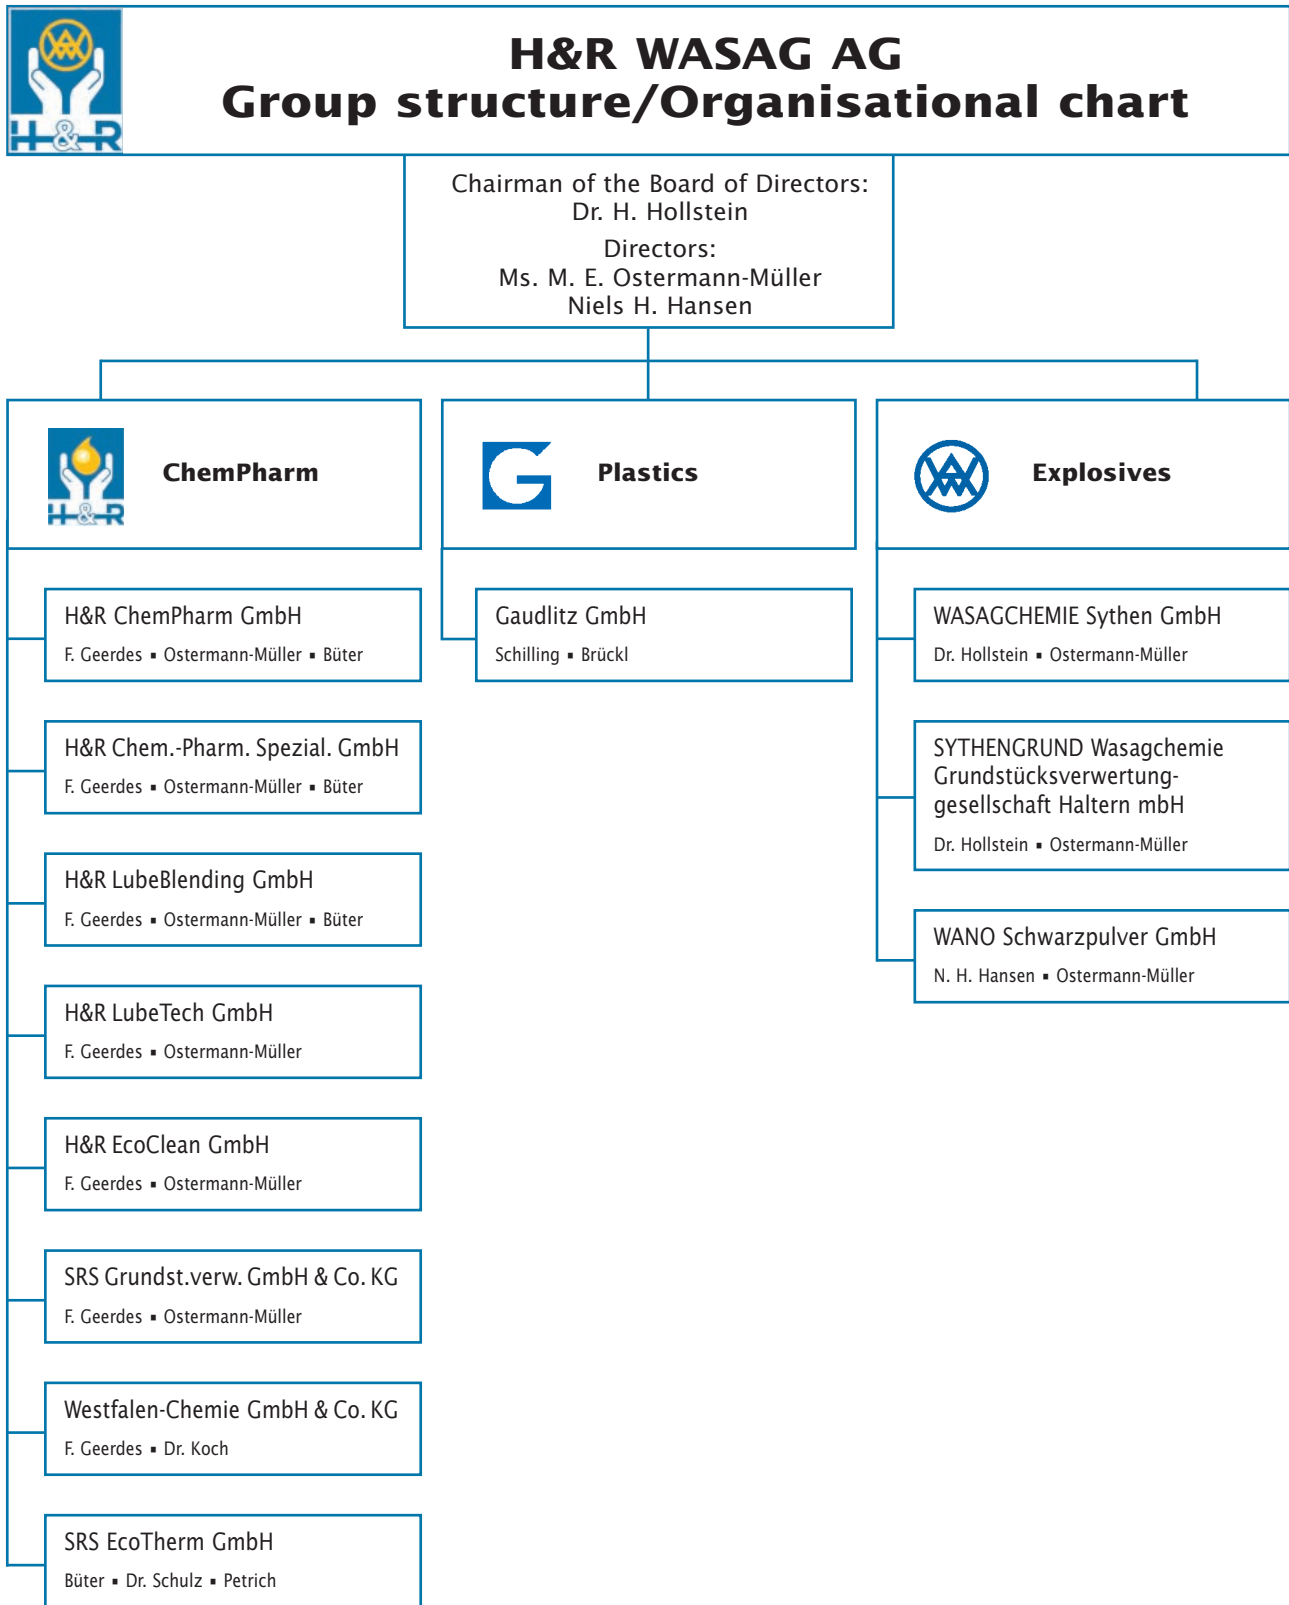 H&R WASAG AG
Group structure/Organisational chart
H&R
Chairman of the Board of Directors:
Dr. H. Hollstein
Directors:
Ms. M. E. Ostermann-Müller
Niels H. Hansen
H&R
ChemPharm
H&R ChemPharm GmbH
F. Geerdes ▪ Ostermann-Müller ▪ Büter
H&R Chem.-Pharm. Spezial. GmbH
F. Geerdes ▪ Ostermann-Müller ▪ Büter
H&R LubeBlending GmbH
F. Geerdes ▪ Ostermann-Müller ▪ Büter
H&R LubeTech GmbH
F. Geerdes ▪ Ostermann-Müller
H&R EcoClean GmbH
F. Geerdes ▪ Ostermann-Müller
SRS Grundst.verw. GmbH & Co. KG
F. Geerdes ▪ Ostermann-Müller
Westfalen-Chemie GmbH & Co. KG
F. Geerdes ▪ Dr. Koch
SRS EcoTherm GmbH
Büter ▪ Dr. Schulz ▪ Petrich
G
Plastics
Gaudlitz GmbH
Schilling ▪ Brückl
Explosives
WASAGCHEMIE Sythen GmbH
Dr. Hollstein ▪ Ostermann-Müller
SYTHENGRUND Wasagchemie
Grundstücksverwertung-
gesellschaft Haltern mbH
Dr. Hollstein ▪ Ostermann-Müller
WANO Schwarzpulver GmbH
N. H. Hansen ▪ Ostermann-Müller